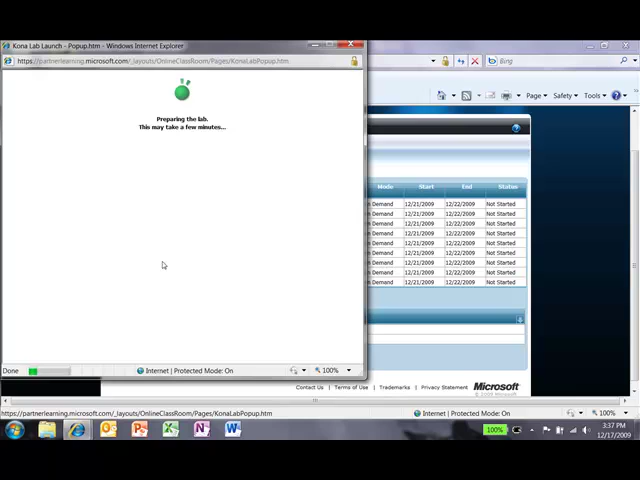 Kona Lab Launch - Popup.htm - Windows Internet Explorer
https://partnerlearning.microsoft.com/_layouts/OnlineClassRoom/Pages/KonaLabPopup.htm
Bing
Page
Safety
Tools
Preparing the lab.
This may take a few minutes...
Mode Start End Status
Demand 12/21/2009 12/22/2009 Not Started
Demand 12/21/2009 12/22/2009 Not Started
Demand 12/21/2009 12/22/2009 Not Started
Demand 12/21/2009 12/22/2009 Not Started
Demand 12/21/2009 12/22/2009 Not Started
Demand 12/21/2009 12/22/2009 Not Started
Demand 12/21/2009 12/22/2009 Not Started
Demand 12/21/2009 12/22/2009 Not Started
Demand 12/21/2009 12/22/2009 Not Started
Done Internet | Protected Mode: On 100%
Contact Us | Terms of Use | Trademarks | Privacy Statement Microsoft
https://partnerlearning.microsoft.com/_layouts/OnlineClassRoom/Pages/KonaLabPopup.htm Internet | Protected Mode: On 100%
100% 3:37 PM
12/17/2009